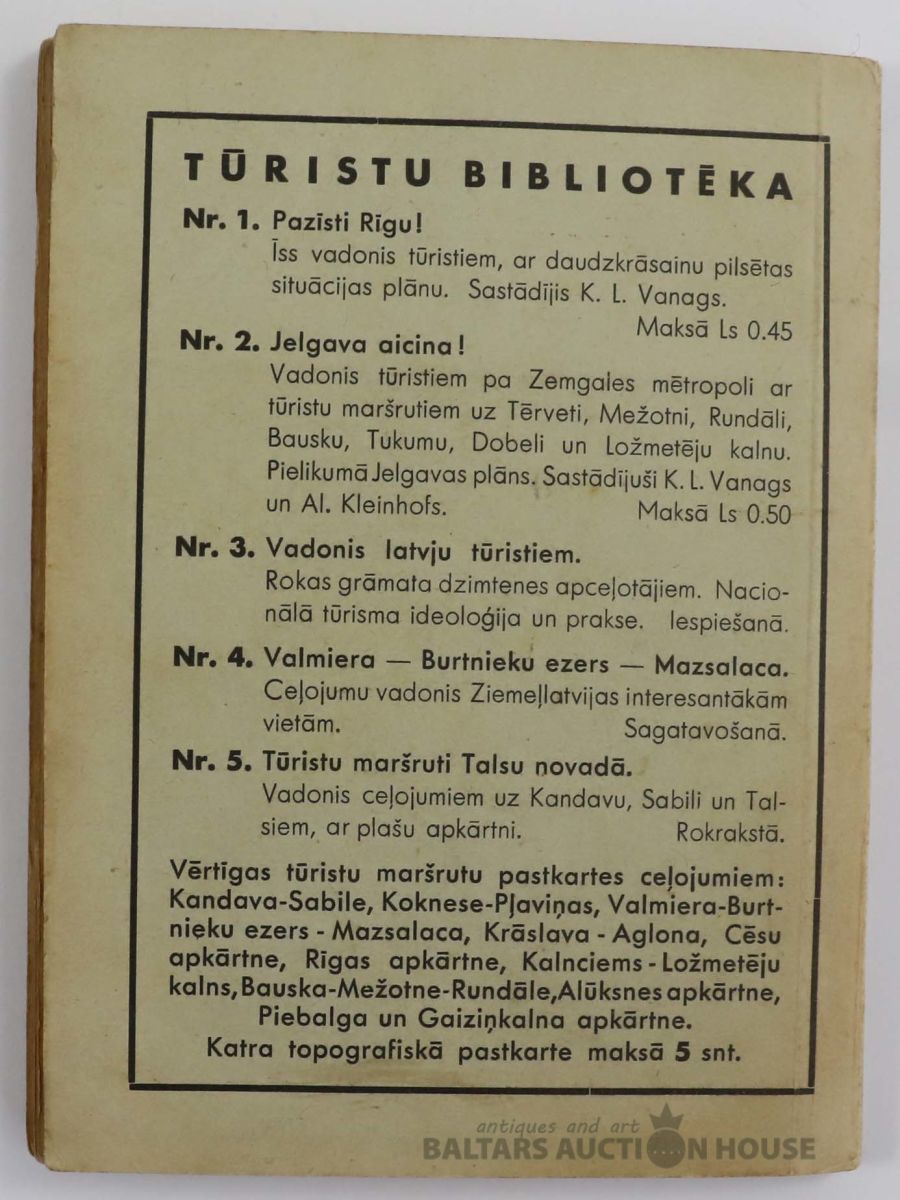 TŪRISTU BIBLIOTĒKA
Nr. 1. Pazīsti Rīgu!
Īss vadonis tūristiem, ar daudzkrāsainu pilsētas
situācijas plānu. Sastādījis K. L. Vanags.
Maksā Ls 0.45
Nr. 2. Jelgava aicina!
Vadonis tūristiem pa Zemgales mētropoli ar
tūristu maršrutiem uz Tērveti, Mežotni, Rundāli,
Bausku, Tukumu, Dobeli un Ložmetēju kalnu.
Pielikumā Jelgavas plāns. Sastādījuši K. L. Vanags
un Al. Kleinhofs. Maksā Ls 0.50
Nr. 3. Vadonis latvju tūristiem.
Rokas grāmata dzimtenes apceļotājiem. Nacio-
nālā tūrisma ideoloģija un prakse. Iespiešanā.
Nr. 4. Valmiera — Burtnieku ezers — Mazsalaca.
Ceļojumu vadonis Ziemeļlatvijas interesantākām
vietām. Sagatavošanā.
Nr. 5. Tūristu maršruti Talsu novadā.
Vadonis ceļojumiem uz Kandavu, Sabili un Tal-
siem, ar plašu apkārtni. Rokrakstā.
Vērtīgas tūristu maršrutu pastkartes ceļojumiem:
Kandava-Sabile, Koknese-Pļaviņas, Valmiera-Burt-
nieku ezers - Mazsalaca, Krāslava - Aglona, Cēsu
apkārtne, Rīgas apkārtne, Kalnciems - Ložmetēju
kalns, Bauska-Mežotne-Rundāle, Alūksnes apkārtne,
Piebalga un Gaiziņkalna apkārtne.
Katra topografiskā pastkarte maksā 5 snt.
antiques and art
BALTARS AUCTION HOUSE